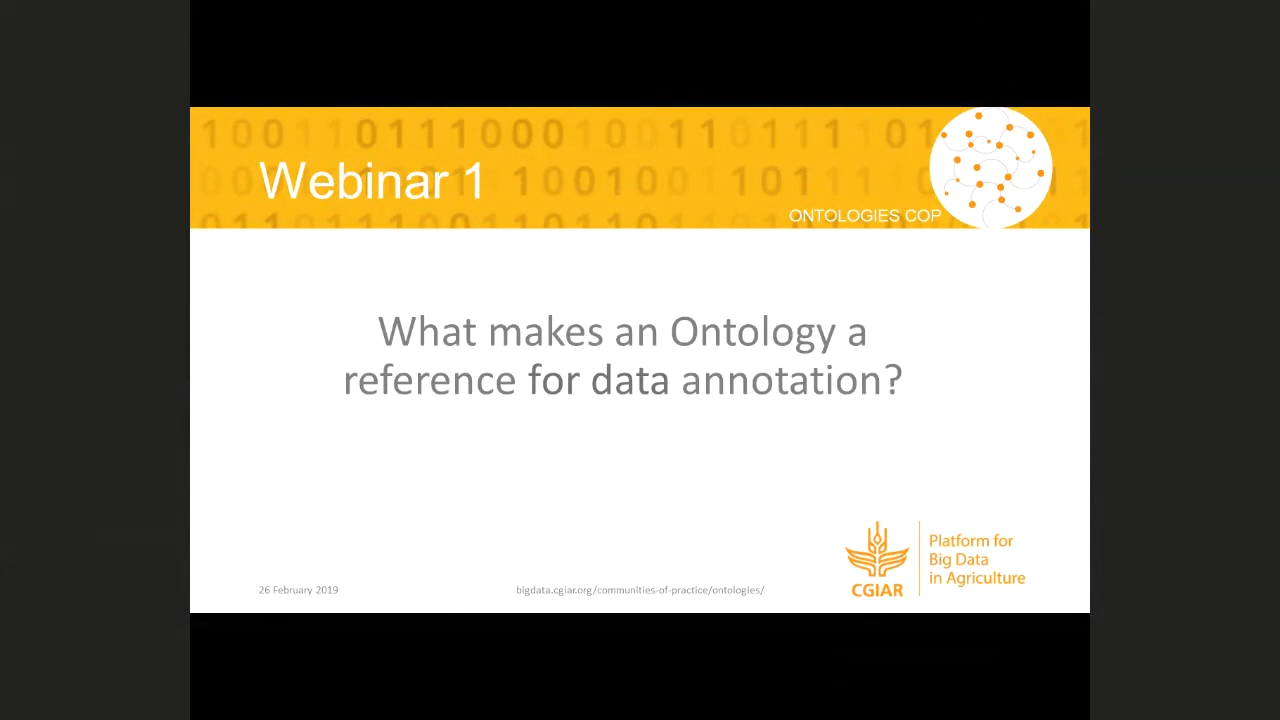 Webinar 1
ONTOLOGIES COP
What makes an Ontology a
reference for data annotation?
26 February 2019
bigdata.cgiar.org/communities-of-practice/ontologies/
CGIAR
Platform for
Big Data
in Agriculture